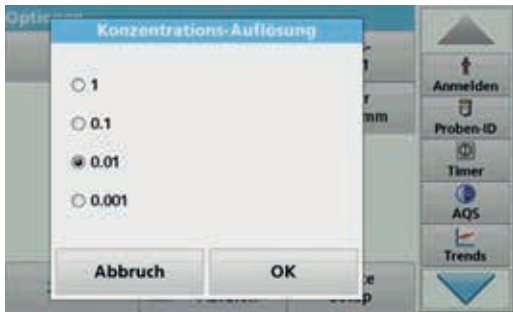 Konzentrations-Auflösung
1
0.1
0.01
0.001
Abbruch
OK
Anmelden
Proben-ID
Timer
AQS
Trends